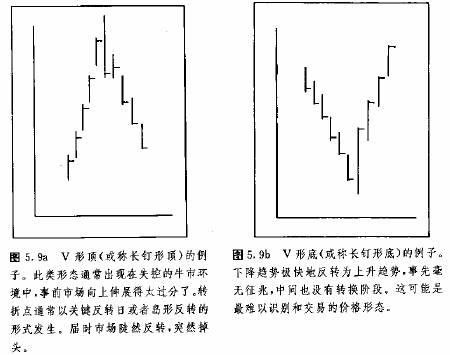 图5.9a V形顶(或称长钉形顶)的例
子。此类形态通常出现在失控的牛市环
境中,事前市场向上伸展得太过分了。转
折点通常以关键反转日或者岛形反转的
形式发生。届时市场陡然反转,突然掉
头。
图5.9b V形底(或称长钉形底)的例子。
下降趋势极快地反转为上升趋势,事先毫
无征兆,中间也没有转换阶段。这可能是
最难以识别和交易的价格形态。